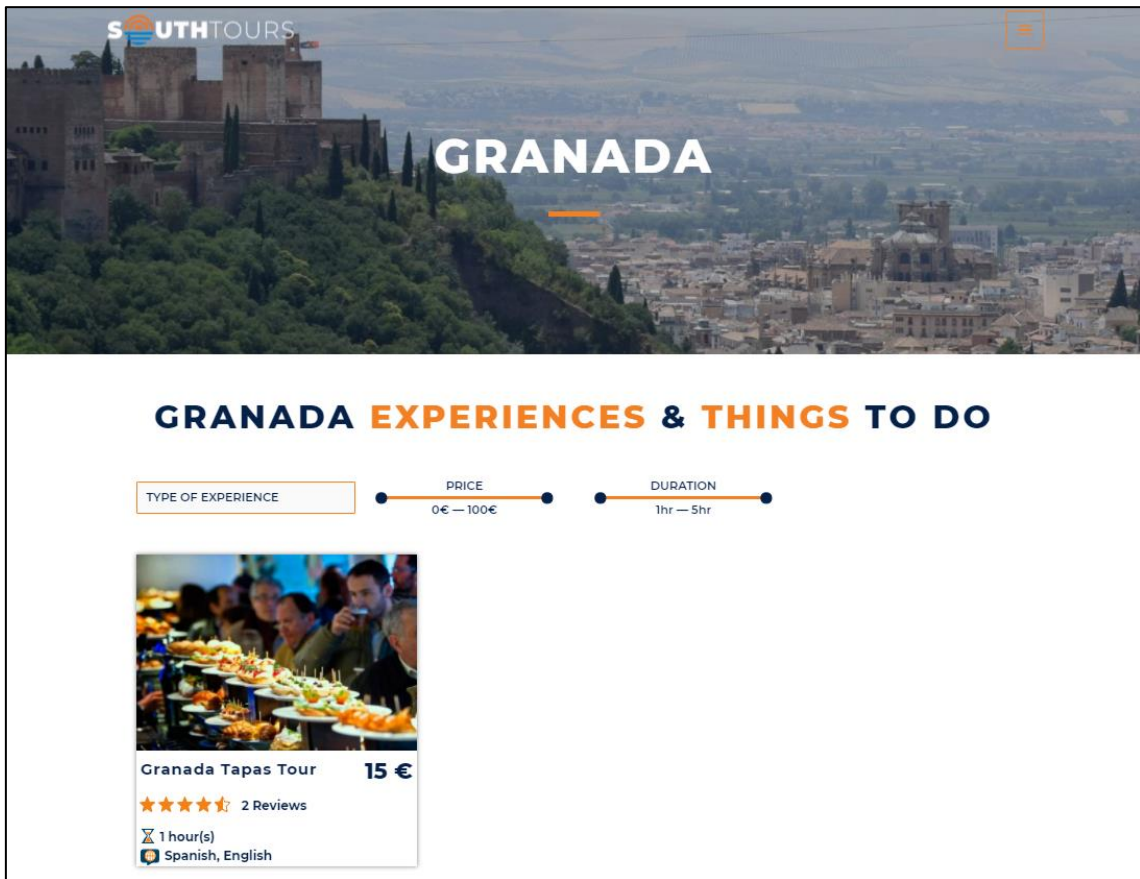 SOUTHTOURS
GRANADA
GRANADA EXPERIENCES & THINGS TO DO
TYPE OF EXPERIENCE
PRICE
0€ — 100€
DURATION
1hr — 5hr
Granada Tapas Tour 15 €
2 Reviews
1 hour(s)
Spanish, English